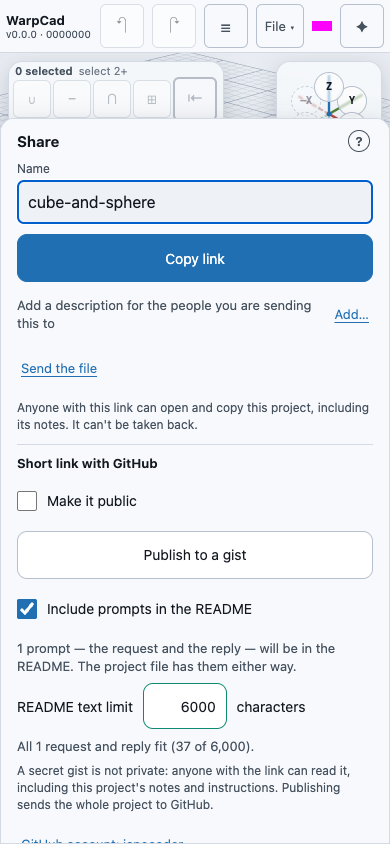 WarpCad
v0.0.0 · 0000000
File
0 selected select 2+
Z
Y
-X
Share
?
Name
cube-and-sphere
Copy link
Add a description for the people you are sending
this to
Add...
Send the file
Anyone with this link can open and copy this project, including
its notes. It can't be taken back.
Short link with GitHub
Make it public
Publish to a gist
Include prompts in the README
1 prompt — the request and the reply — will be in the
README. The project file has them either way.
README text limit 6000 characters
All 1 request and reply fit (37 of 6,000).
A secret gist is not private: anyone with the link can read it,
including this project's notes and instructions. Publishing
sends the whole project to GitHub.
GitHub account: